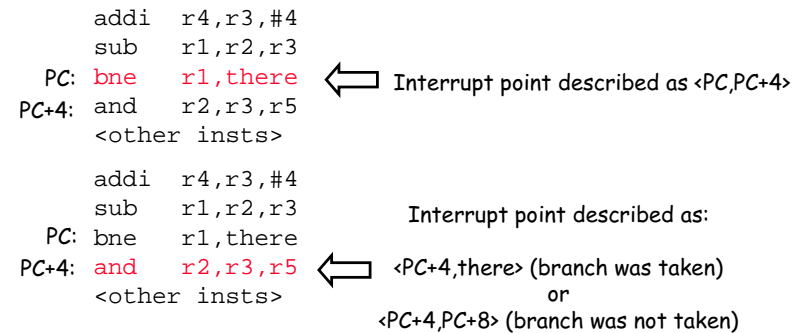 addi r4,r3,#4
sub r1,r2,r3
PC: bne r1,there Interrupt point described as <PC,PC+4>
PC+4: and r2,r3,r5
<other insts>
addi r4,r3,#4
sub r1,r2,r3 Interrupt point described as:
PC: bne r1,there
PC+4: and r2,r3,r5 <PC+4,there> (branch was taken)
<other insts> or
<PC+4,PC+8> (branch was not taken)